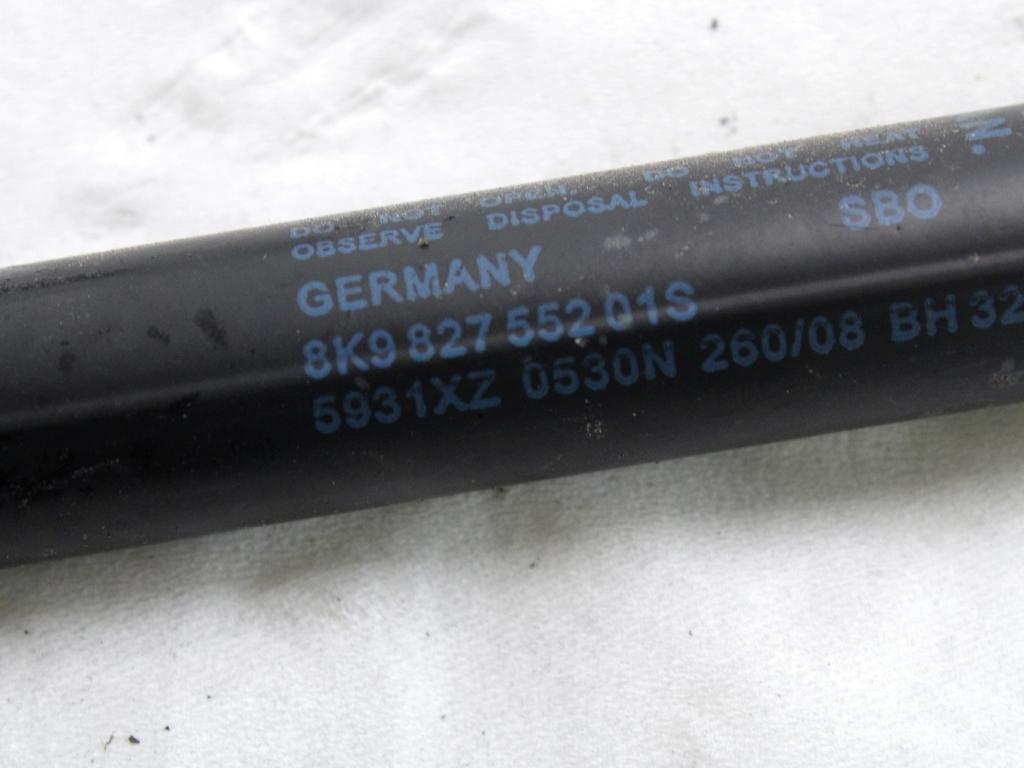 DO NOT OPEN. DO NOT HEAT
OBSERVE DISPOSAL INSTRUCTIONS
GERMANY SBO
8K9 827 552 01S
5931XZ 0530N 260/08 BH 32